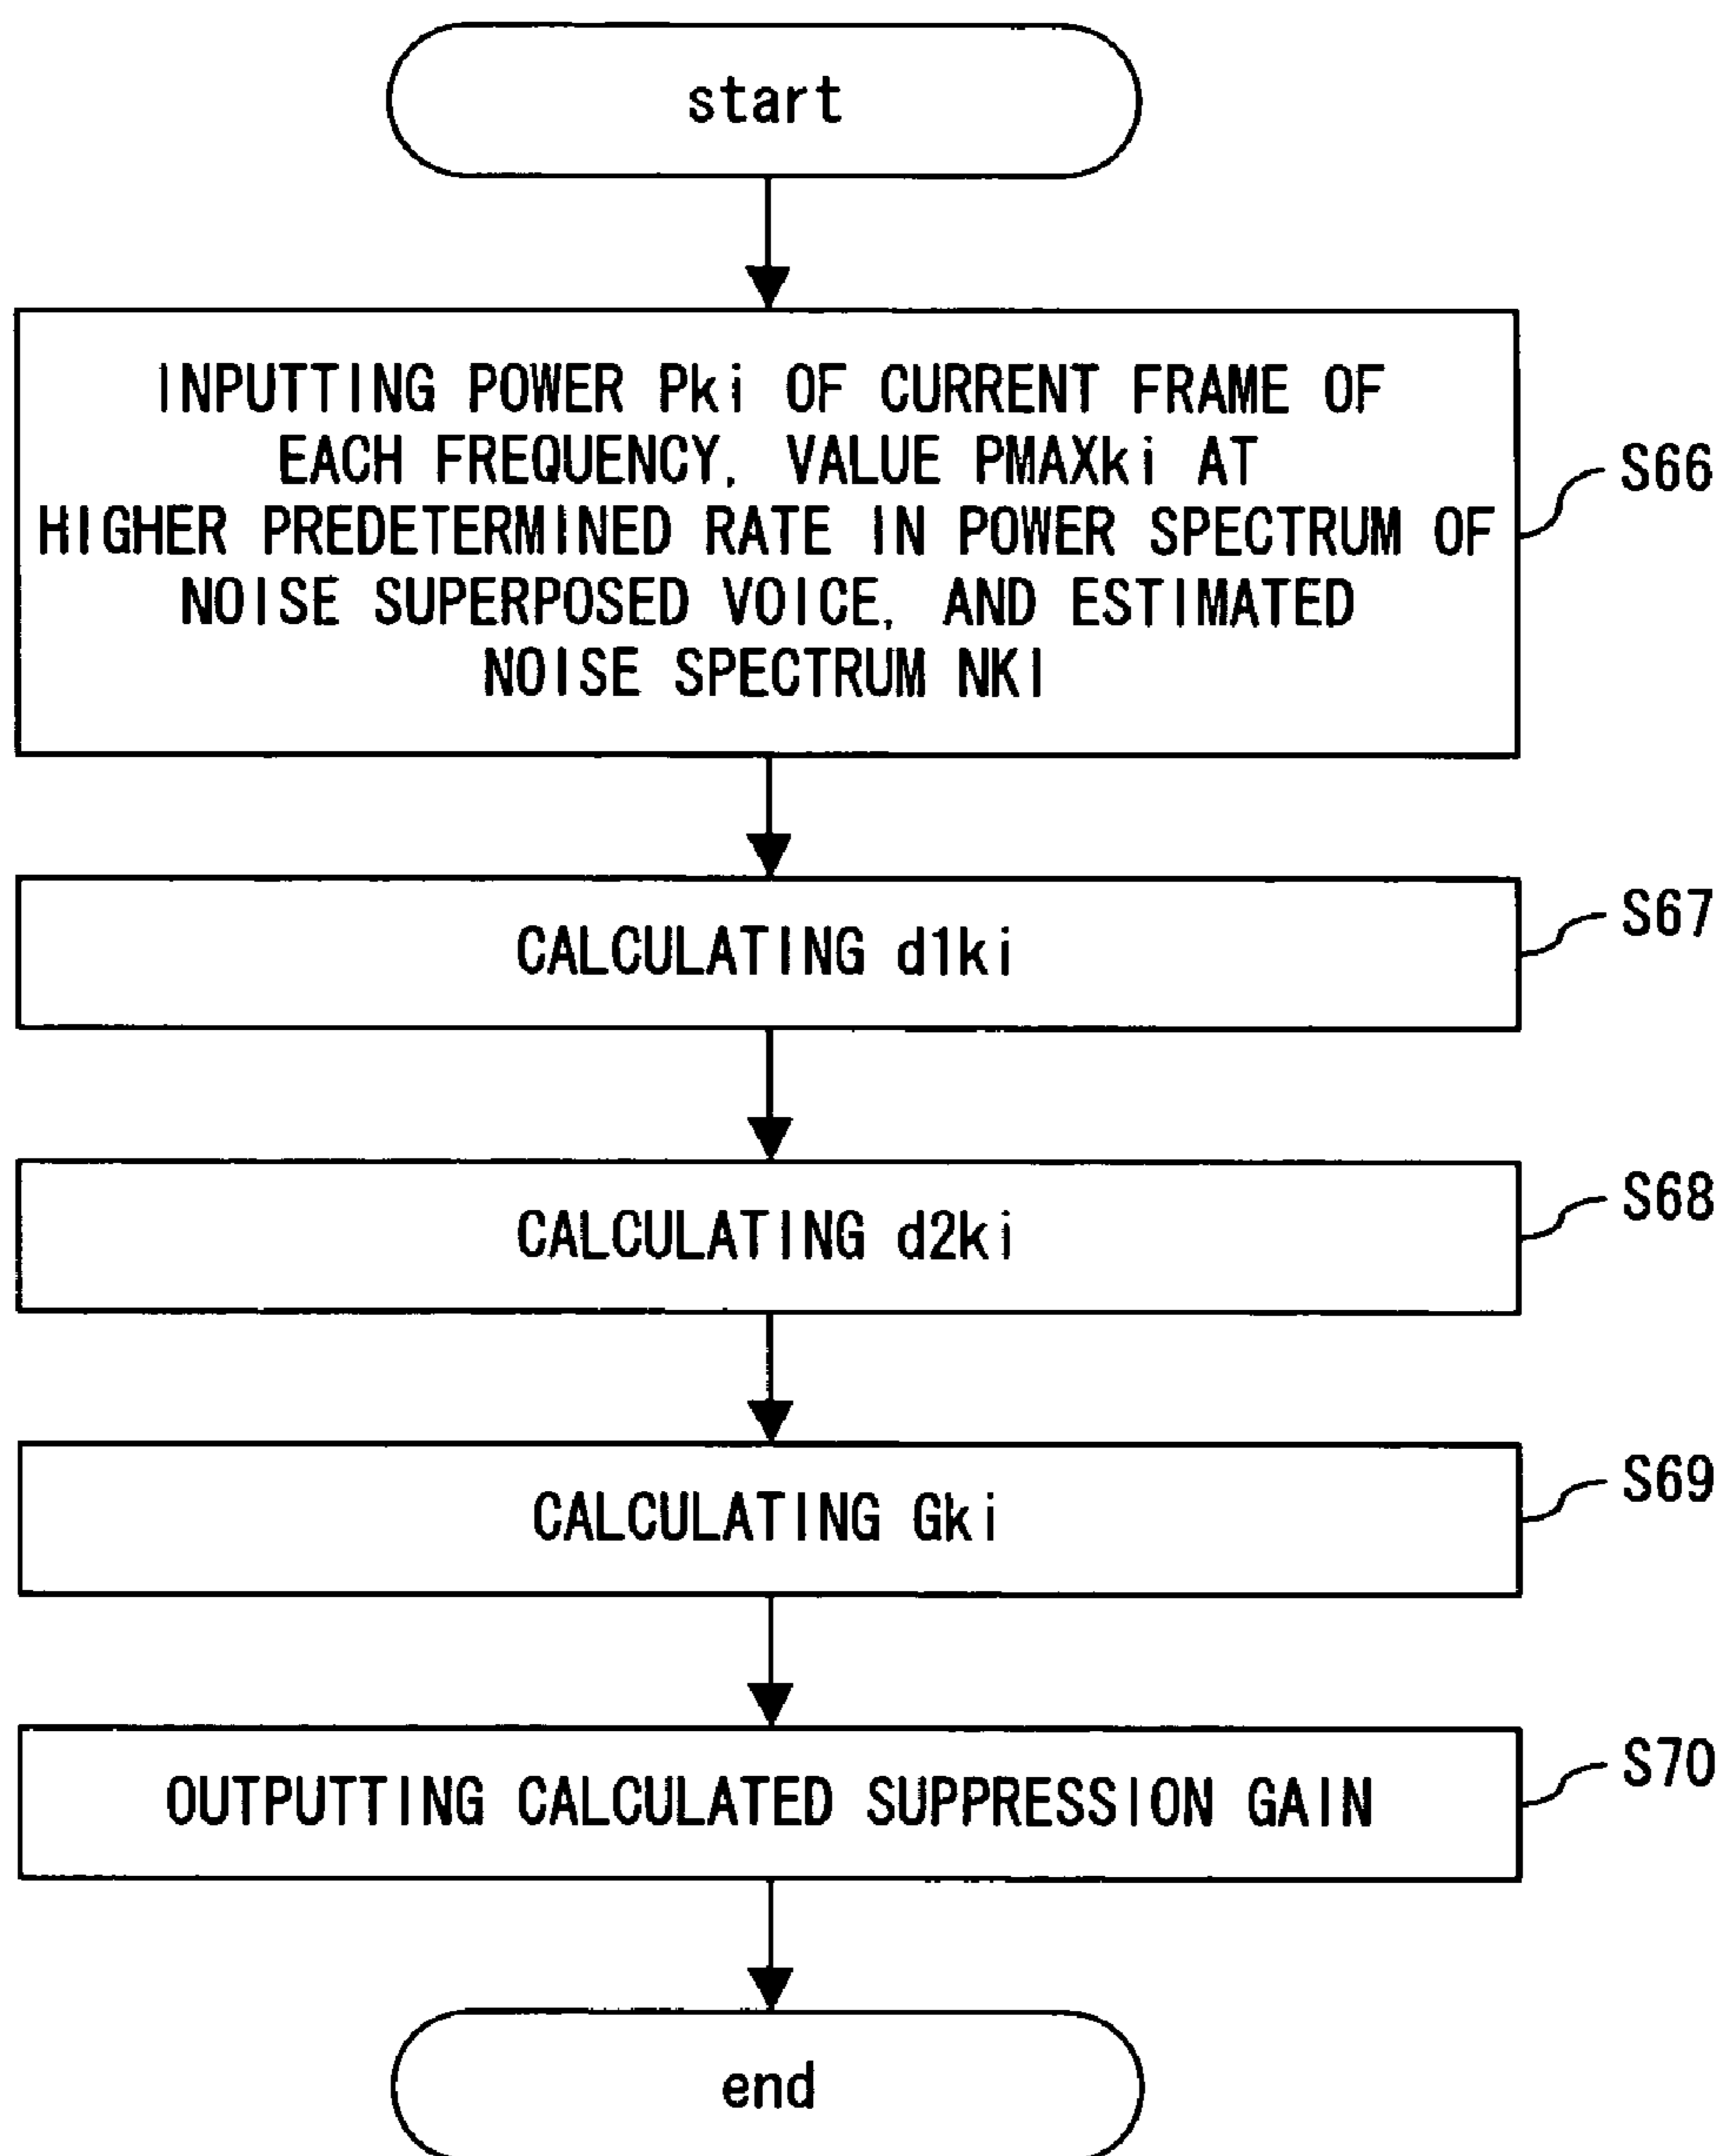 start
INPUTTING POWER Pki OF CURRENT FRAME OF
EACH FREQUENCY, VALUE PMAXki AT
HIGHER PREDETERMINED RATE IN POWER SPECTRUM OF
NOISE SUPERPOSED VOICE, AND ESTIMATED
NOISE SPECTRUM NKI
S66
CALCULATING d1ki
S67
CALCULATING d2ki
S68
CALCULATING Gki
S69
OUTPUTTING CALCULATED SUPPRESSION GAIN
S70
end